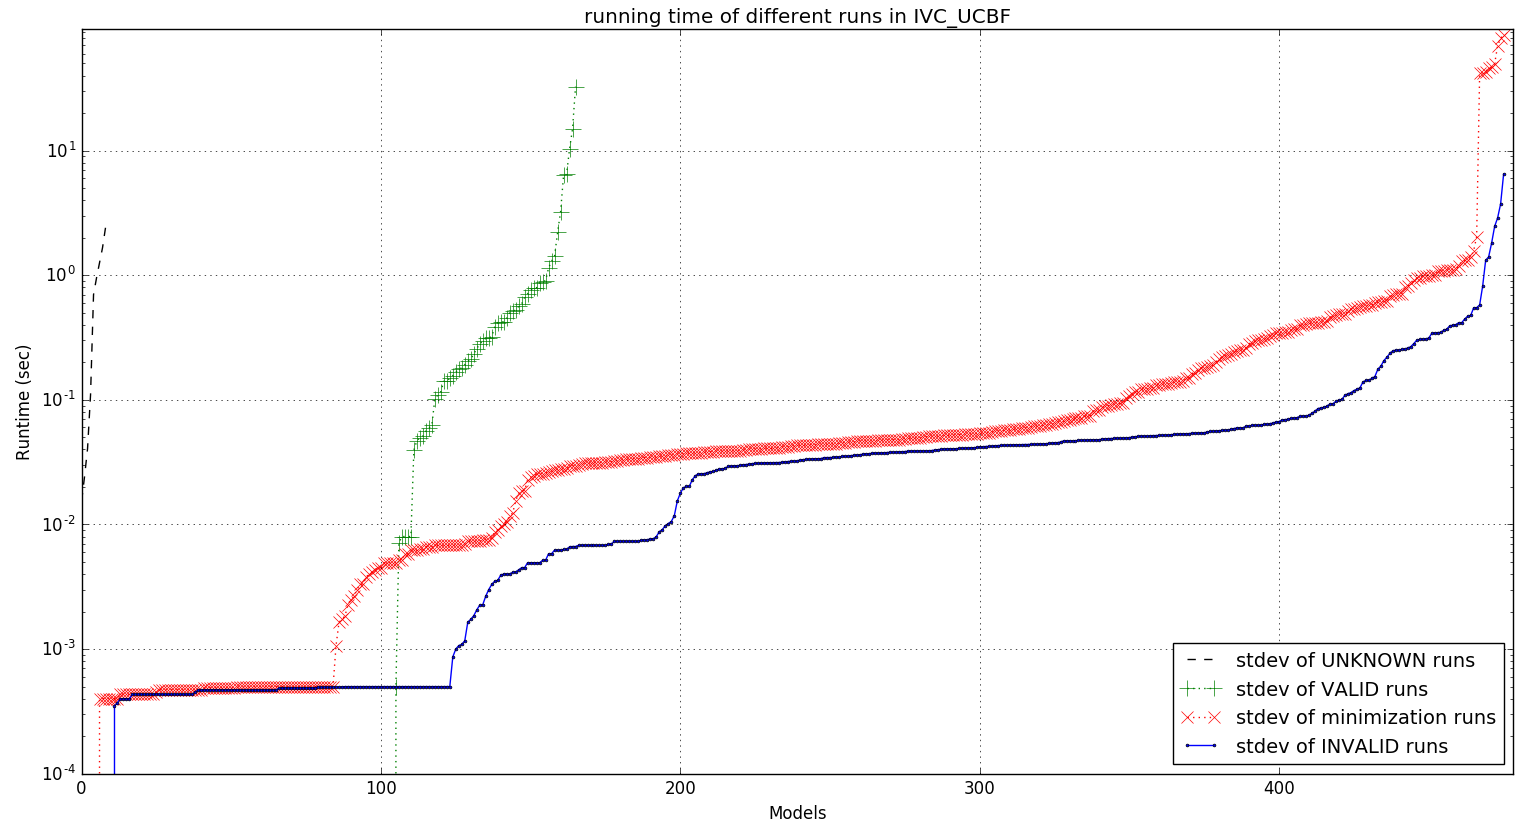 running time of different runs in IVC_UCBF
Runtime (sec)
10^1
10^0
10^-1
10^-2
10^-3
10^-4
0 100 200 300 400
Models
stdev of UNKNOWN runs
stdev of VALID runs
stdev of minimization runs
stdev of INVALID runs